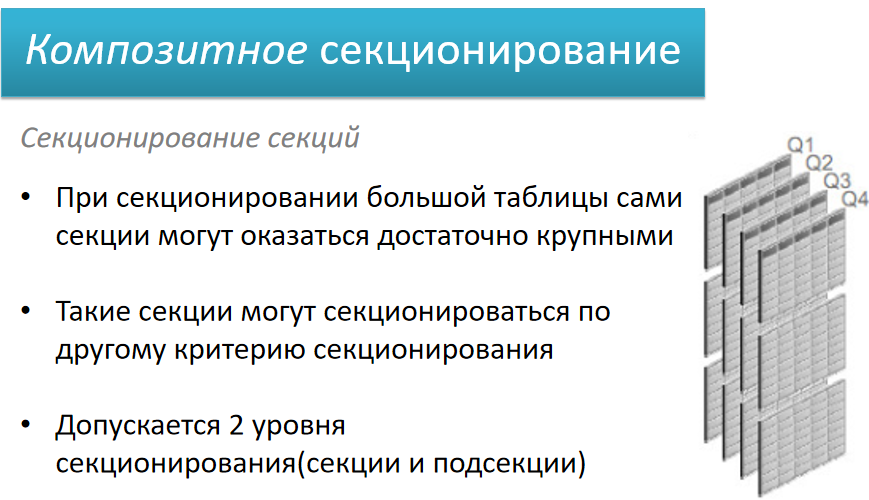 Композитное секционирование
Секционирование секций
• При секционировании большой таблицы сами
секции могут оказаться достаточно крупными
• Такие секции могут секционироваться по
другому критерию секционирования
• Допускается 2 уровня
секционирования(секции и подсекции)
Q1
Q2
Q3
Q4